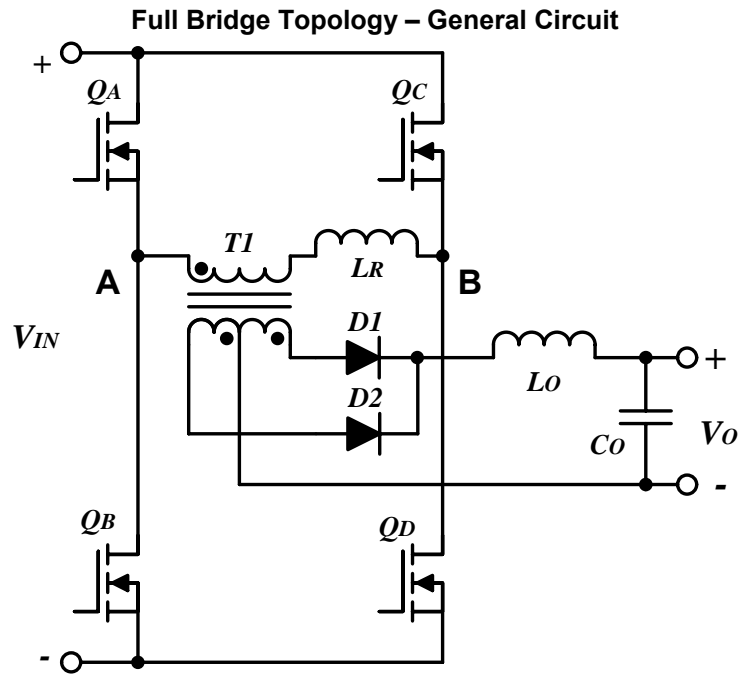 Full Bridge Topology – General Circuit
+
QA
QC
T1
LR
A
B
VIN
D1
D2
LO
+
CO
VO
-
QB
QD
-